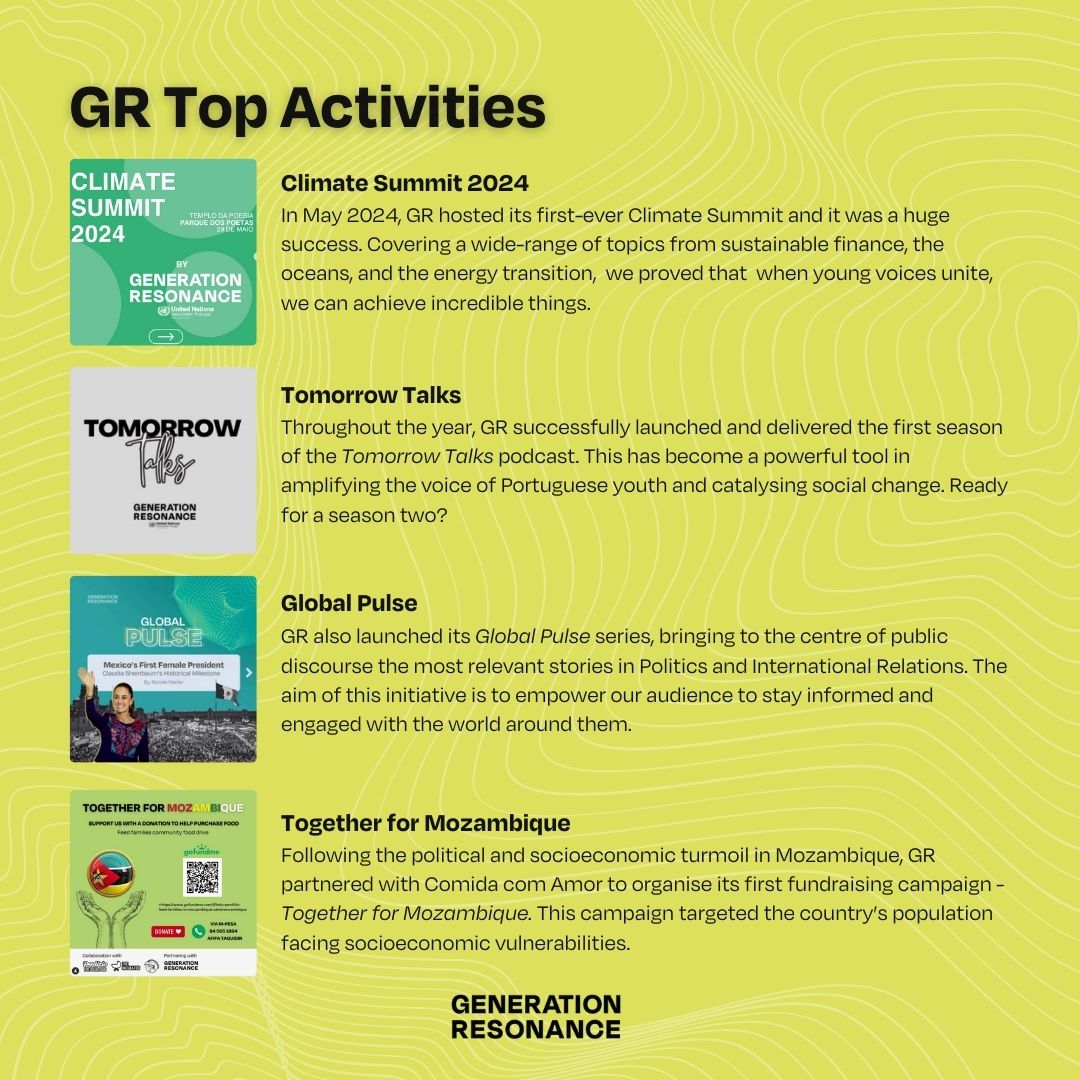 GR Top Activities
CLIMATE
SUMMIT
2024
TEMPLO DA POESIA
PARQUE DOS POETAS
29 DE MAIO
BY
GENERATION
RESONANCE
United Nations
Association Portugal
Climate Summit 2024
In May 2024, GR hosted its first-ever Climate Summit and it was a huge
success. Covering a wide-range of topics from sustainable finance, the
oceans, and the energy transition,  we proved that  when young voices unite,
we can achieve incredible things.
TOMORROW
Talks
GENERATION
RESONANCE
United Nations
Tomorrow Talks
Throughout the year, GR successfully launched and delivered the first season
of the Tomorrow Talks podcast. This has become a powerful tool in
amplifying the voice of Portuguese youth and catalysing social change. Ready
for a season two?
GENERATION
RESONANCE
GLOBAL
PULSE
Mexico's First Female President
Claudia Sheinbaum's Historical Milestone
By Nicole Nader
Global Pulse
GR also launched its Global Pulse series, bringing to the centre of public
discourse the most relevant stories in Politics and International Relations. The
aim of this initiative is to empower our audience to stay informed and
engaged with the world around them.
TOGETHER FOR MOZAMBIQUE
SUPPORT US WITH A DONATION TO HELP PURCHASE FOOD
Feed families community food drive
gofundme
DONATE
VIA M-PESA
84 505 1864
AFIFA TAQUIDIR
Collaboration with
Partnering with
GENERATION
RESONANCE
Together for Mozambique
Following the political and socioeconomic turmoil in Mozambique, GR
partnered with Comida com Amor to organise its first fundraising campaign -
Together for Mozambique. This campaign targeted the country's population
facing socioeconomic vulnerabilities.
GENERATION
RESONANCE